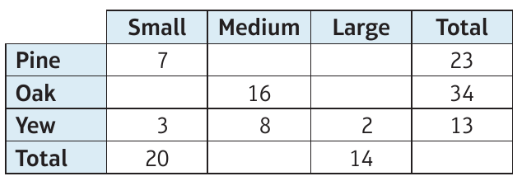 Small Medium Large Total
Pine 7 23
Oak 16 34
Yew 3 8 2 13
Total 20 14